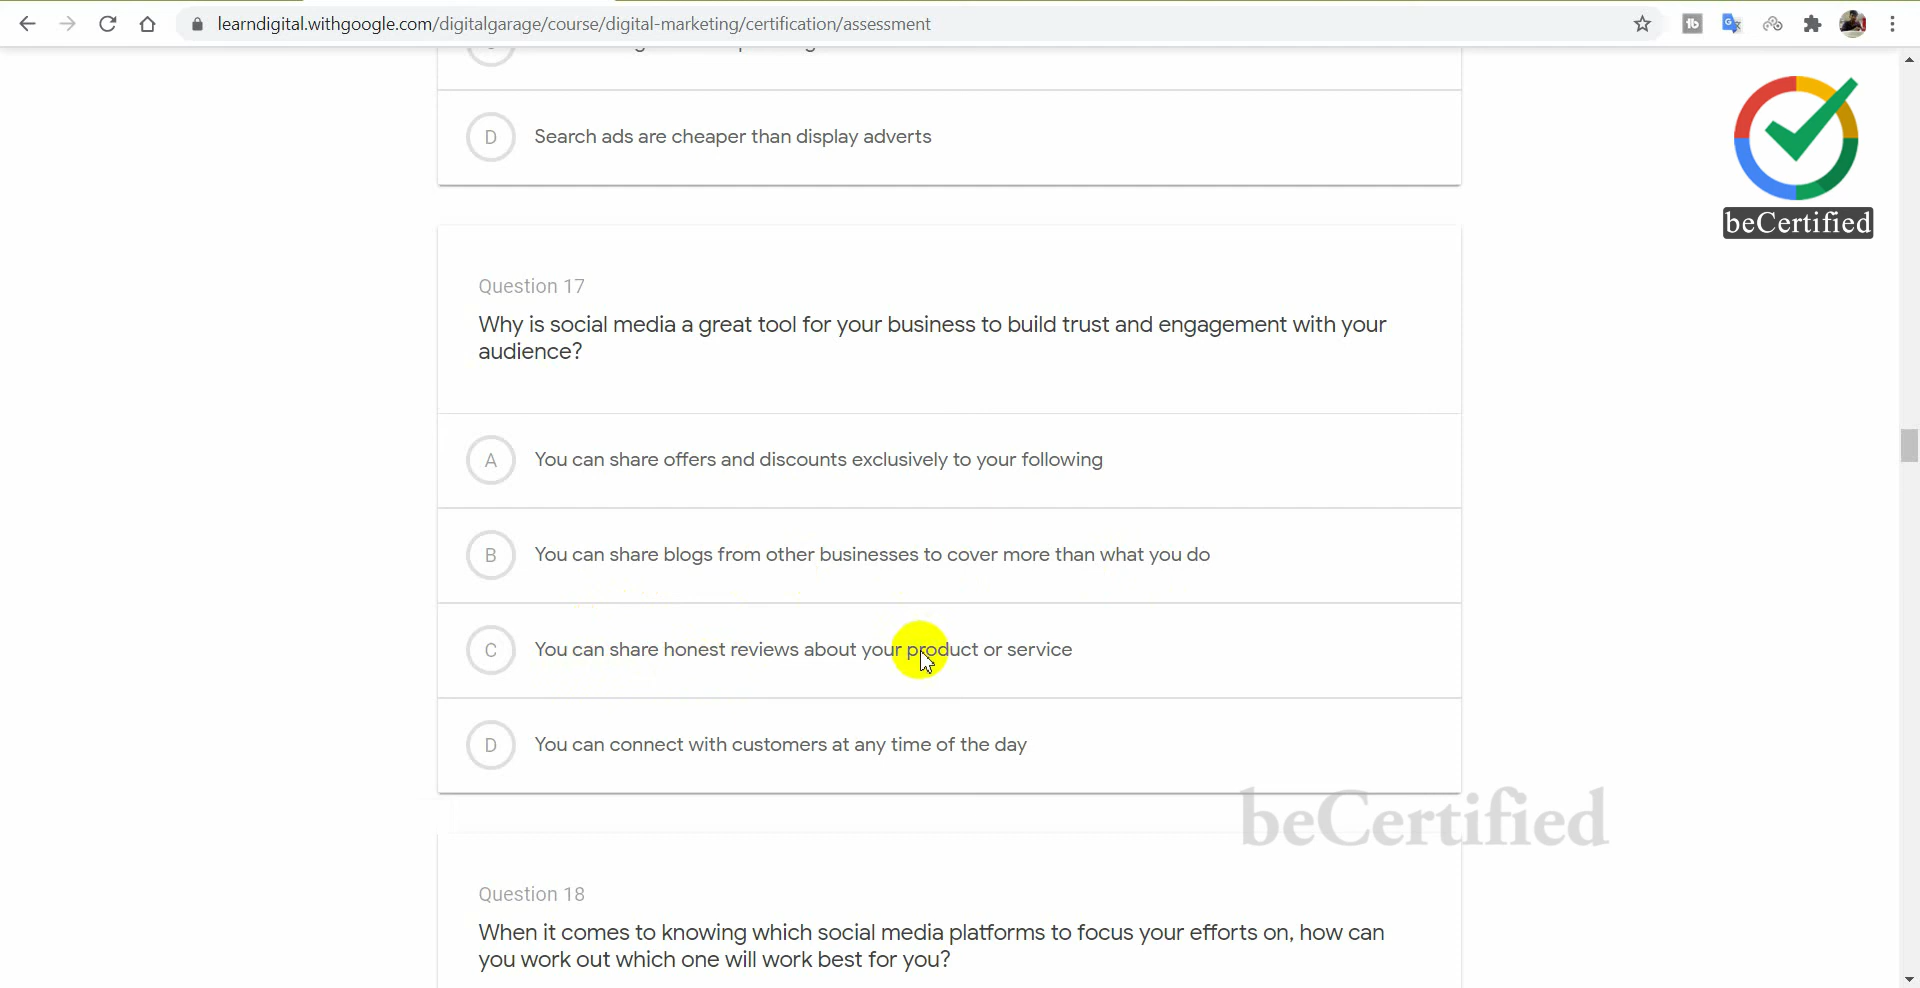 learndigital.withgoogle.com/digitalgarage/course/digital-marketing/certification/assessment
D Search ads are cheaper than display adverts
beCertified
Question 17
Why is social media a great tool for your business to build trust and engagement with your
audience?
A You can share offers and discounts exclusively to your following
B You can share blogs from other businesses to cover more than what you do
C You can share honest reviews about your product or service
D You can connect with customers at any time of the day
beCertified
Question 18
When it comes to knowing which social media platforms to focus your efforts on, how can
you work out which one will work best for you?